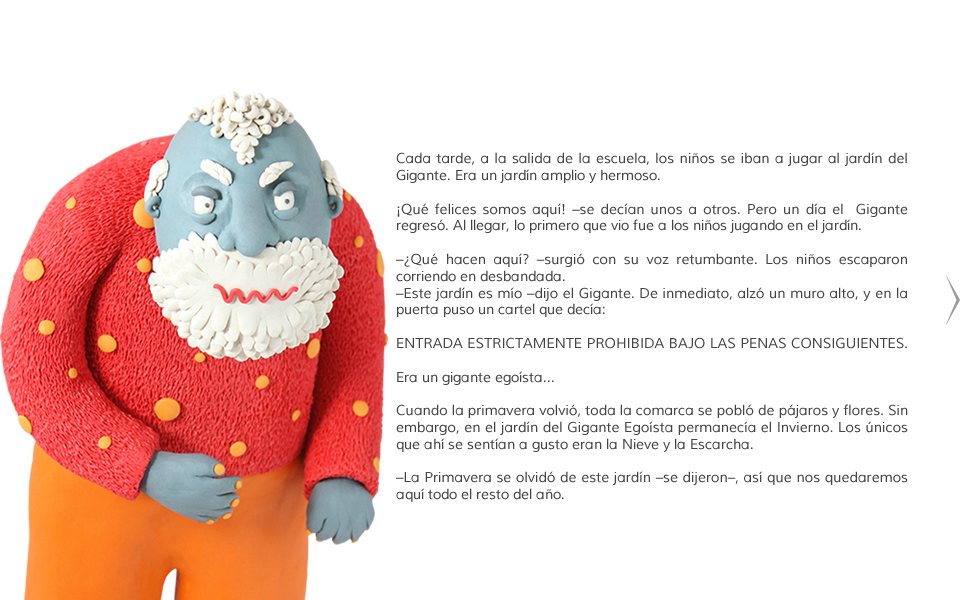 Cada tarde, a la salida de la escuela, los niños se iban a jugar al jardín del
Gigante. Era un jardín amplio y hermoso.
¡Qué felices somos aquí! –se decían unos a otros. Pero un día el  Gigante
regresó. Al llegar, lo primero que vio fue a los niños jugando en el jardín.
–¿Qué hacen aquí? –surgió con su voz retumbante. Los niños escaparon
corriendo en desbandada.
–Este jardín es mío –dijo el Gigante. De inmediato, alzó un muro alto, y en la
puerta puso un cartel que decía:
ENTRADA ESTRICTAMENTE PROHIBIDA BAJO LAS PENAS CONSIGUIENTES.
Era un gigante egoísta...
Cuando la primavera volvió, toda la comarca se pobló de pájaros y flores. Sin
embargo, en el jardín del Gigante Egoísta permanecía el Invierno. Los únicos
que ahí se sentían a gusto eran la Nieve y la Escarcha.
–La Primavera se olvidó de este jardín –se dijeron–, así que nos quedaremos
aquí todo el resto del año.